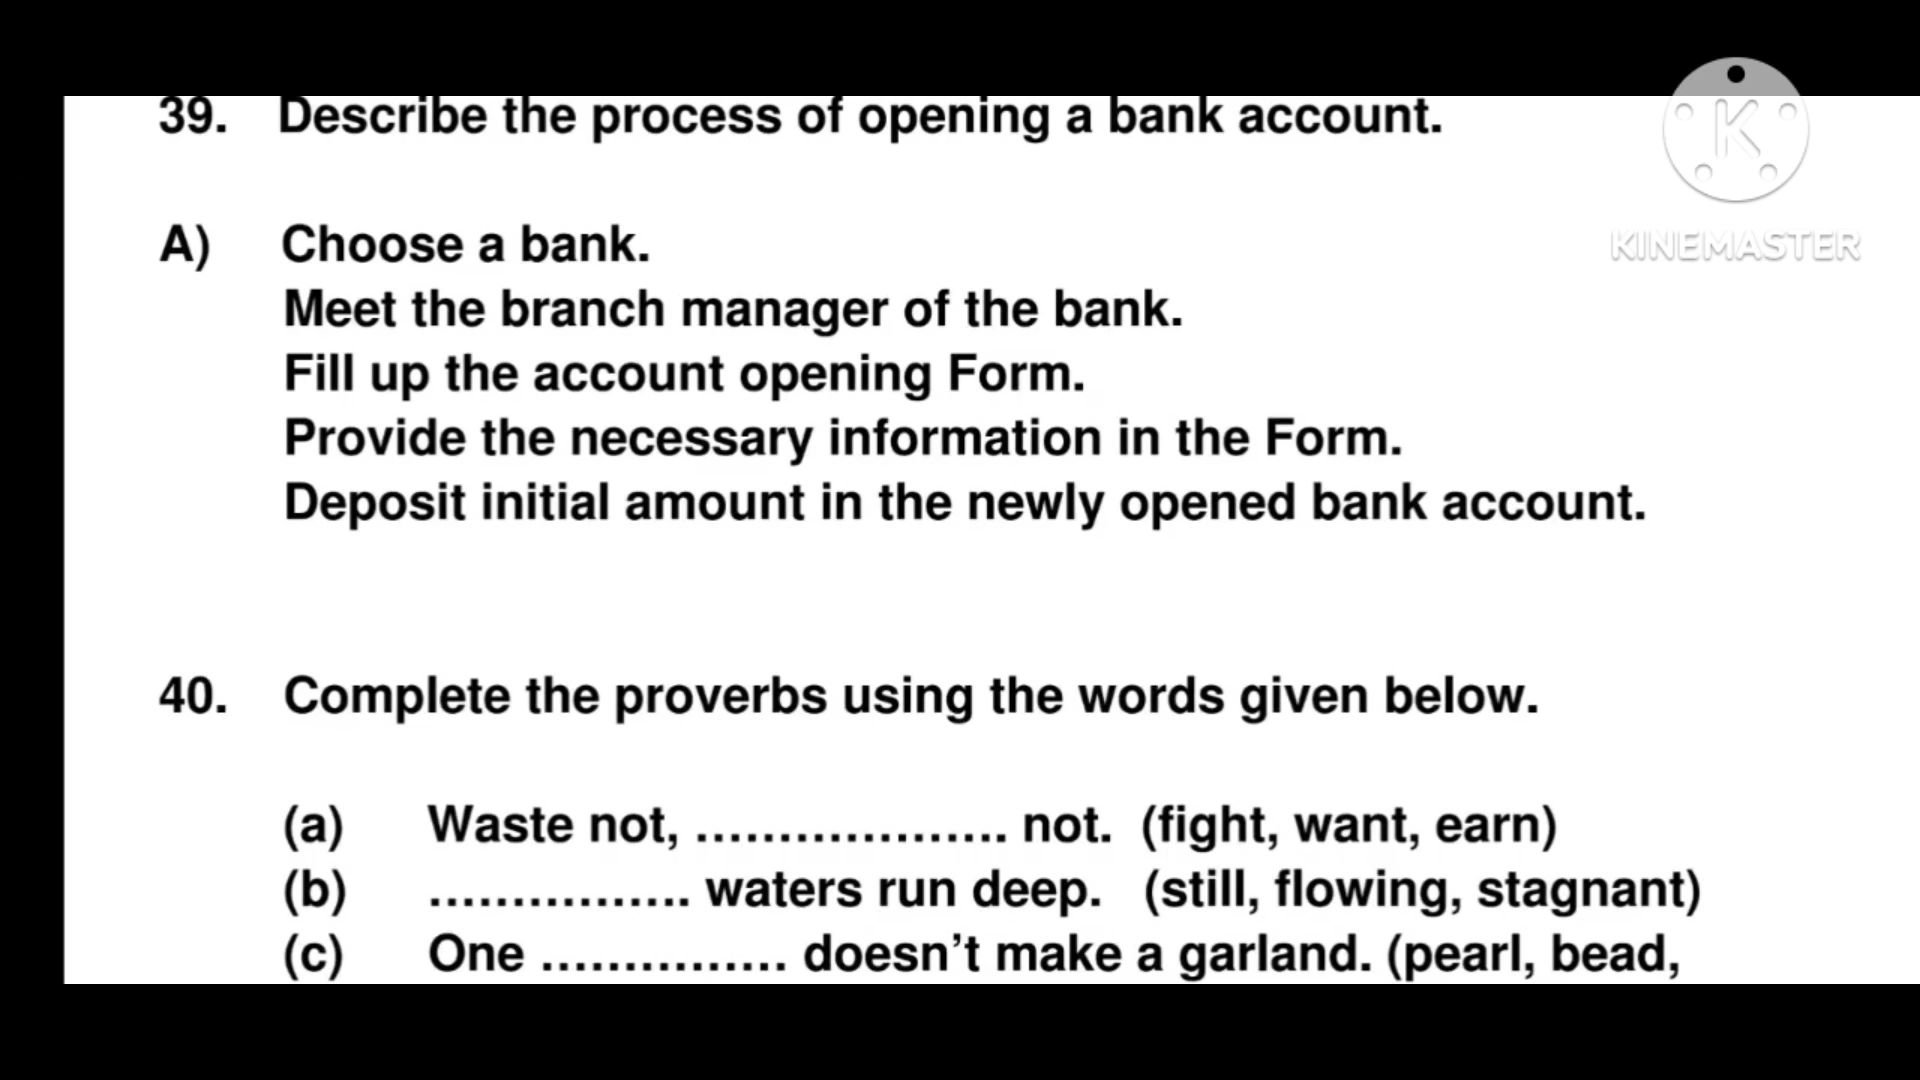 39. Describe the process of opening a bank account.
KINEMASTER
A) Choose a bank.
Meet the branch manager of the bank.
Fill up the account opening Form.
Provide the necessary information in the Form.
Deposit initial amount in the newly opened bank account.
40. Complete the proverbs using the words given below.
(a) Waste not, ................... not. (fight, want, earn)
(b) ................ waters run deep. (still, flowing, stagnant)
(c) One ............... doesn't make a garland. (pearl, bead,